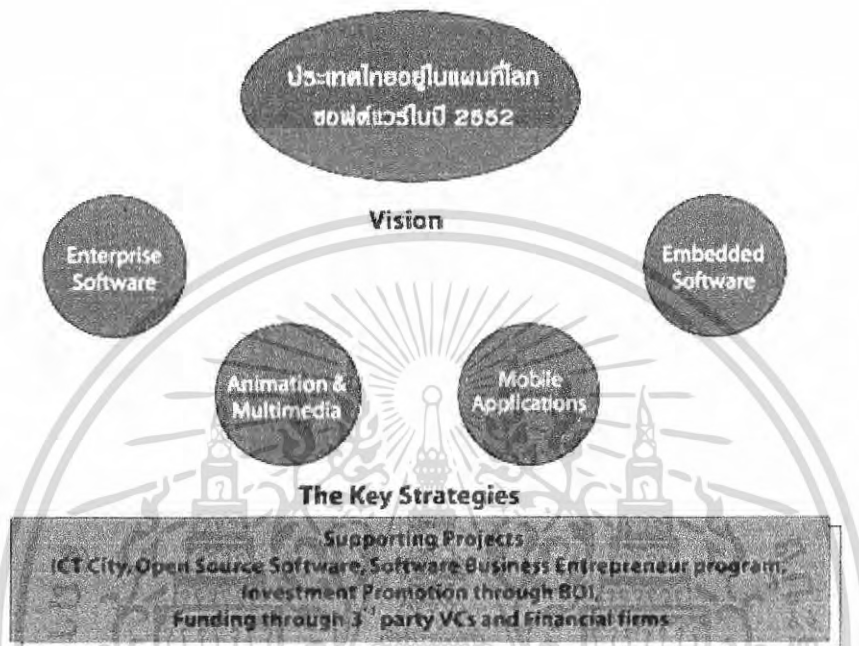 ประเทศไทยอยู่ในแผนที่โลก
ซอฟต์แวร์ในปี 2552
Vision
Enterprise
Software
Embedded
Software
Animation &
Multimedia
Mobile
Applications
The Key Strategies
Supporting Projects
ICT City, Open Source Software, Software Business Entrepreneur program,
Investment Promotion through BOI,
Funding through 3rd party VCs and Financial firms